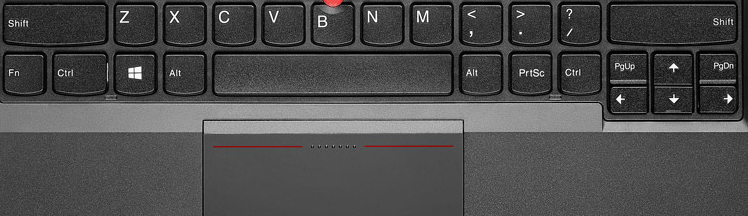 Shift Z X C V B N M < , > . ? / Shift
Fn Ctrl Alt Alt PrtSc Ctrl PgUp PgDn